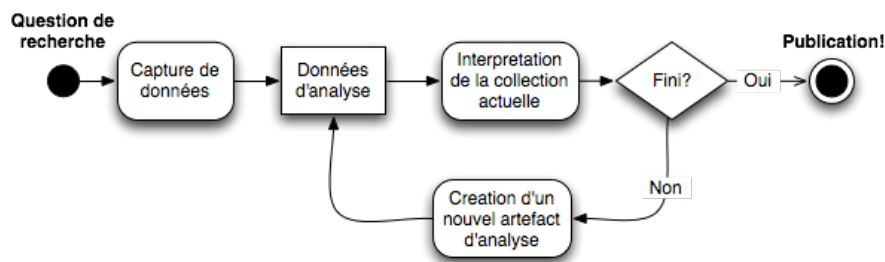 Question de
recherche
Capture de
données
Données
d'analyse
Interpretation
de la collection
actuelle
Fini?
Oui
Publication!
Non
Creation d'un
nouvel artefact
d'analyse